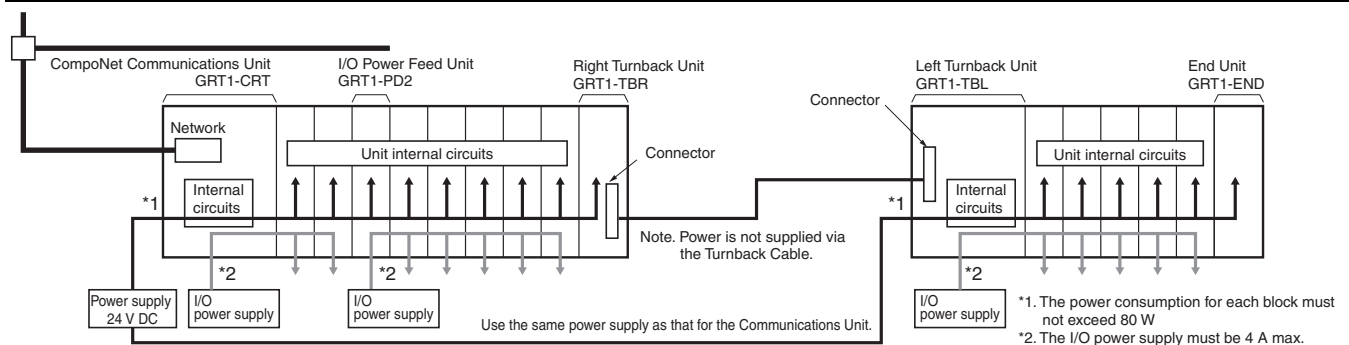 CompoNet Communications Unit
GRT1-CRT
I/O Power Feed Unit
GRT1-PD2
Right Turnback Unit
GRT1-TBR
Left Turnback Unit
GRT1-TBL
End Unit
GRT1-END
Connector
Network
Unit internal circuits
Connector
Unit internal circuits
Internal
circuits
*1
Internal
circuits
*1
Note. Power is not supplied via
the Turnback Cable.
*2
*2
*2
Power supply
24 V DC
I/O
power supply
I/O
power supply
Use the same power supply as that for the Communications Unit.
I/O
power supply
*1. The power consumption for each block must
not exceed 80 W
*2. The I/O power supply must be 4 A max.